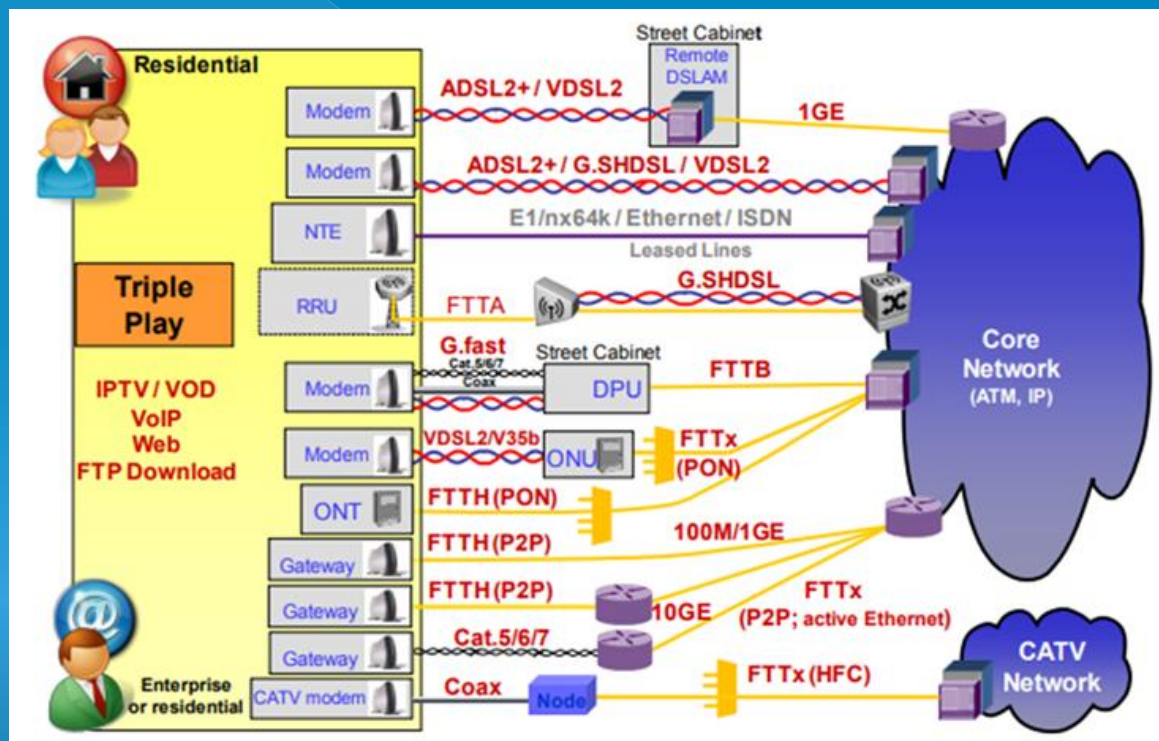 Street Cabinet
Residential
Remote
DSLAM
Modem
ADSL2+ / VDSL2
1GE
Modem
ADSL2+ / G.SHDSL / VDSL2
NTE
E1/nx64k / Ethernet / ISDN
Leased Lines
Triple
Play
RRU
FTTA
G.SHDSL
Core
Network
(ATM, IP)
G.fast
Cat.5/6/7
Coax
Street Cabinet
Modem
DPU
FTTB
IPTV / VOD
VoIP
Web
FTP Download
Modem
VDSL2/V35b
ONU
FTTx
(PON)
ONT
FTTH (PON)
Gateway
FTTH (P2P)
100M/1GE
Gateway
FTTH (P2P)
10GE
FTTx
(P2P; active Ethernet)
Gateway
Cat.5/6/7
@
Enterprise
or residential
CATV modem
Coax
Node
FTTx (HFC)
CATV
Network